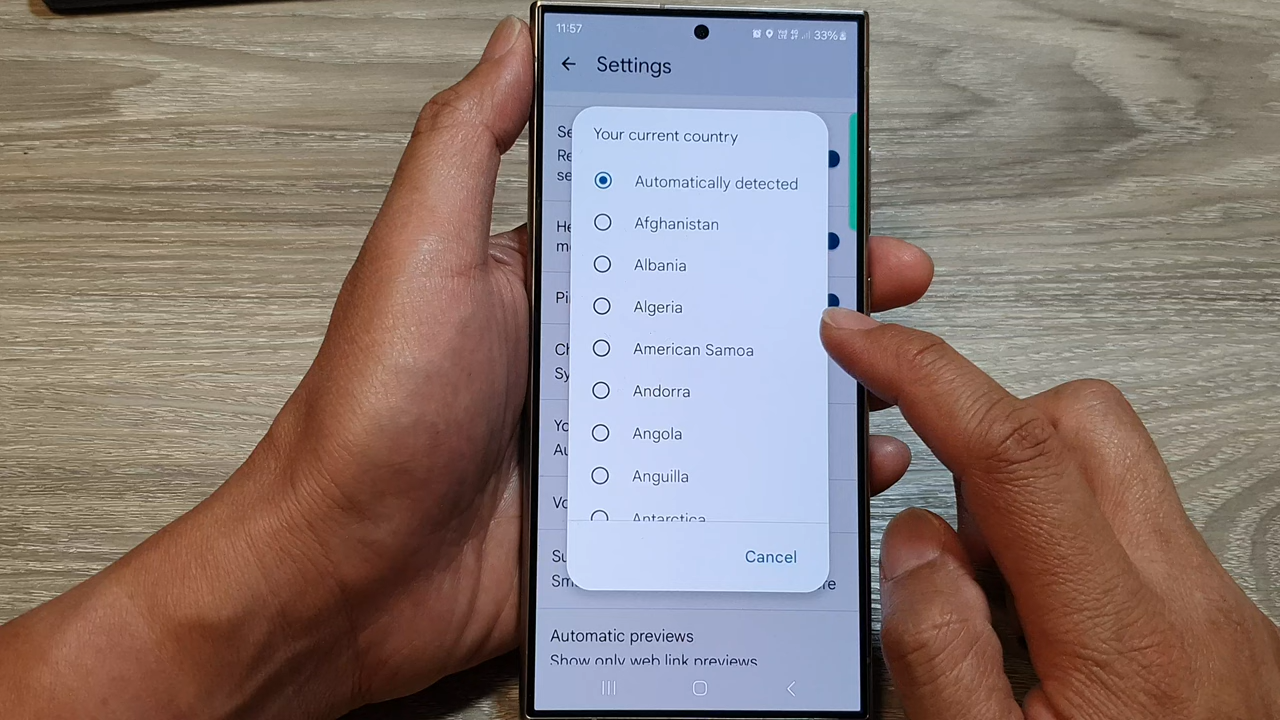 11:57
33%
Settings
Your current country
Automatically detected
Afghanistan
Albania
Algeria
American Samoa
Andorra
Angola
Anguilla
Antarctica
Cancel
Automatic previews
Show only web link previews